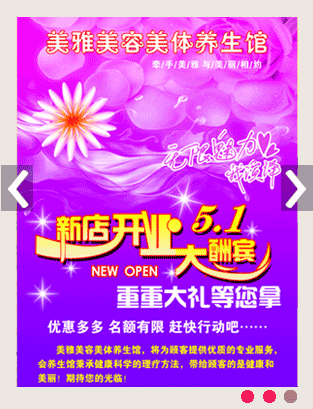 美雅美容美体养生馆
牵/手/美/雅 与/美/丽/相/约
无限魅力
新店开业 5.1
大酬宾
NEW OPEN
重重大礼等您拿
优惠多多 名额有限 赶快行动吧……
美雅美容美体养生馆，将为顾客提供优质的专业服务，
会养生馆秉承健康科学的理疗方法，带给顾客的是健康和
美丽！期待您的光临！